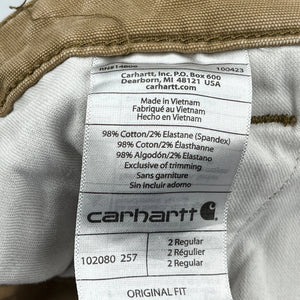 RN#14806 100423
Carhartt, Inc. P.O. Box 600
Dearborn, MI 48121 USA
carhartt.com
Made in Vietnam
Fabriqué au Vietnam
Hecho en Vietnam
98% Cotton/2% Elastane (Spandex)
98% Coton/2% Élasthanne
98% Algodón/2% Elastano
Exclusive of trimming
Sans garniture
Sin incluir adorno
carhartt
102080 257
2 Regular
2 Régulier
2 Regular
ORIGINAL FIT